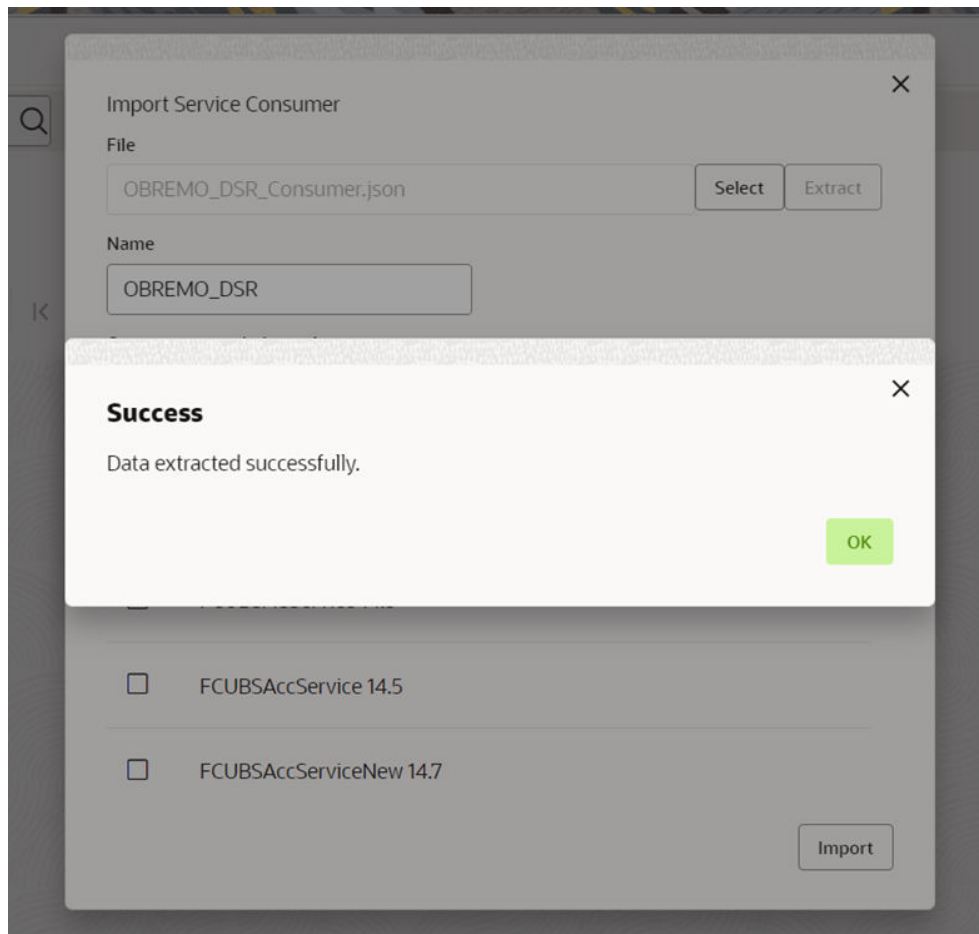 Import Service Consumer
File
OBREMO_DSR_Consumer.json
Select
Extract
Name
OBREMO_DSR
Success
Data extracted successfully.
OK
FCUBSAccService 14.5
FCUBSAccServiceNew 14.7
Import